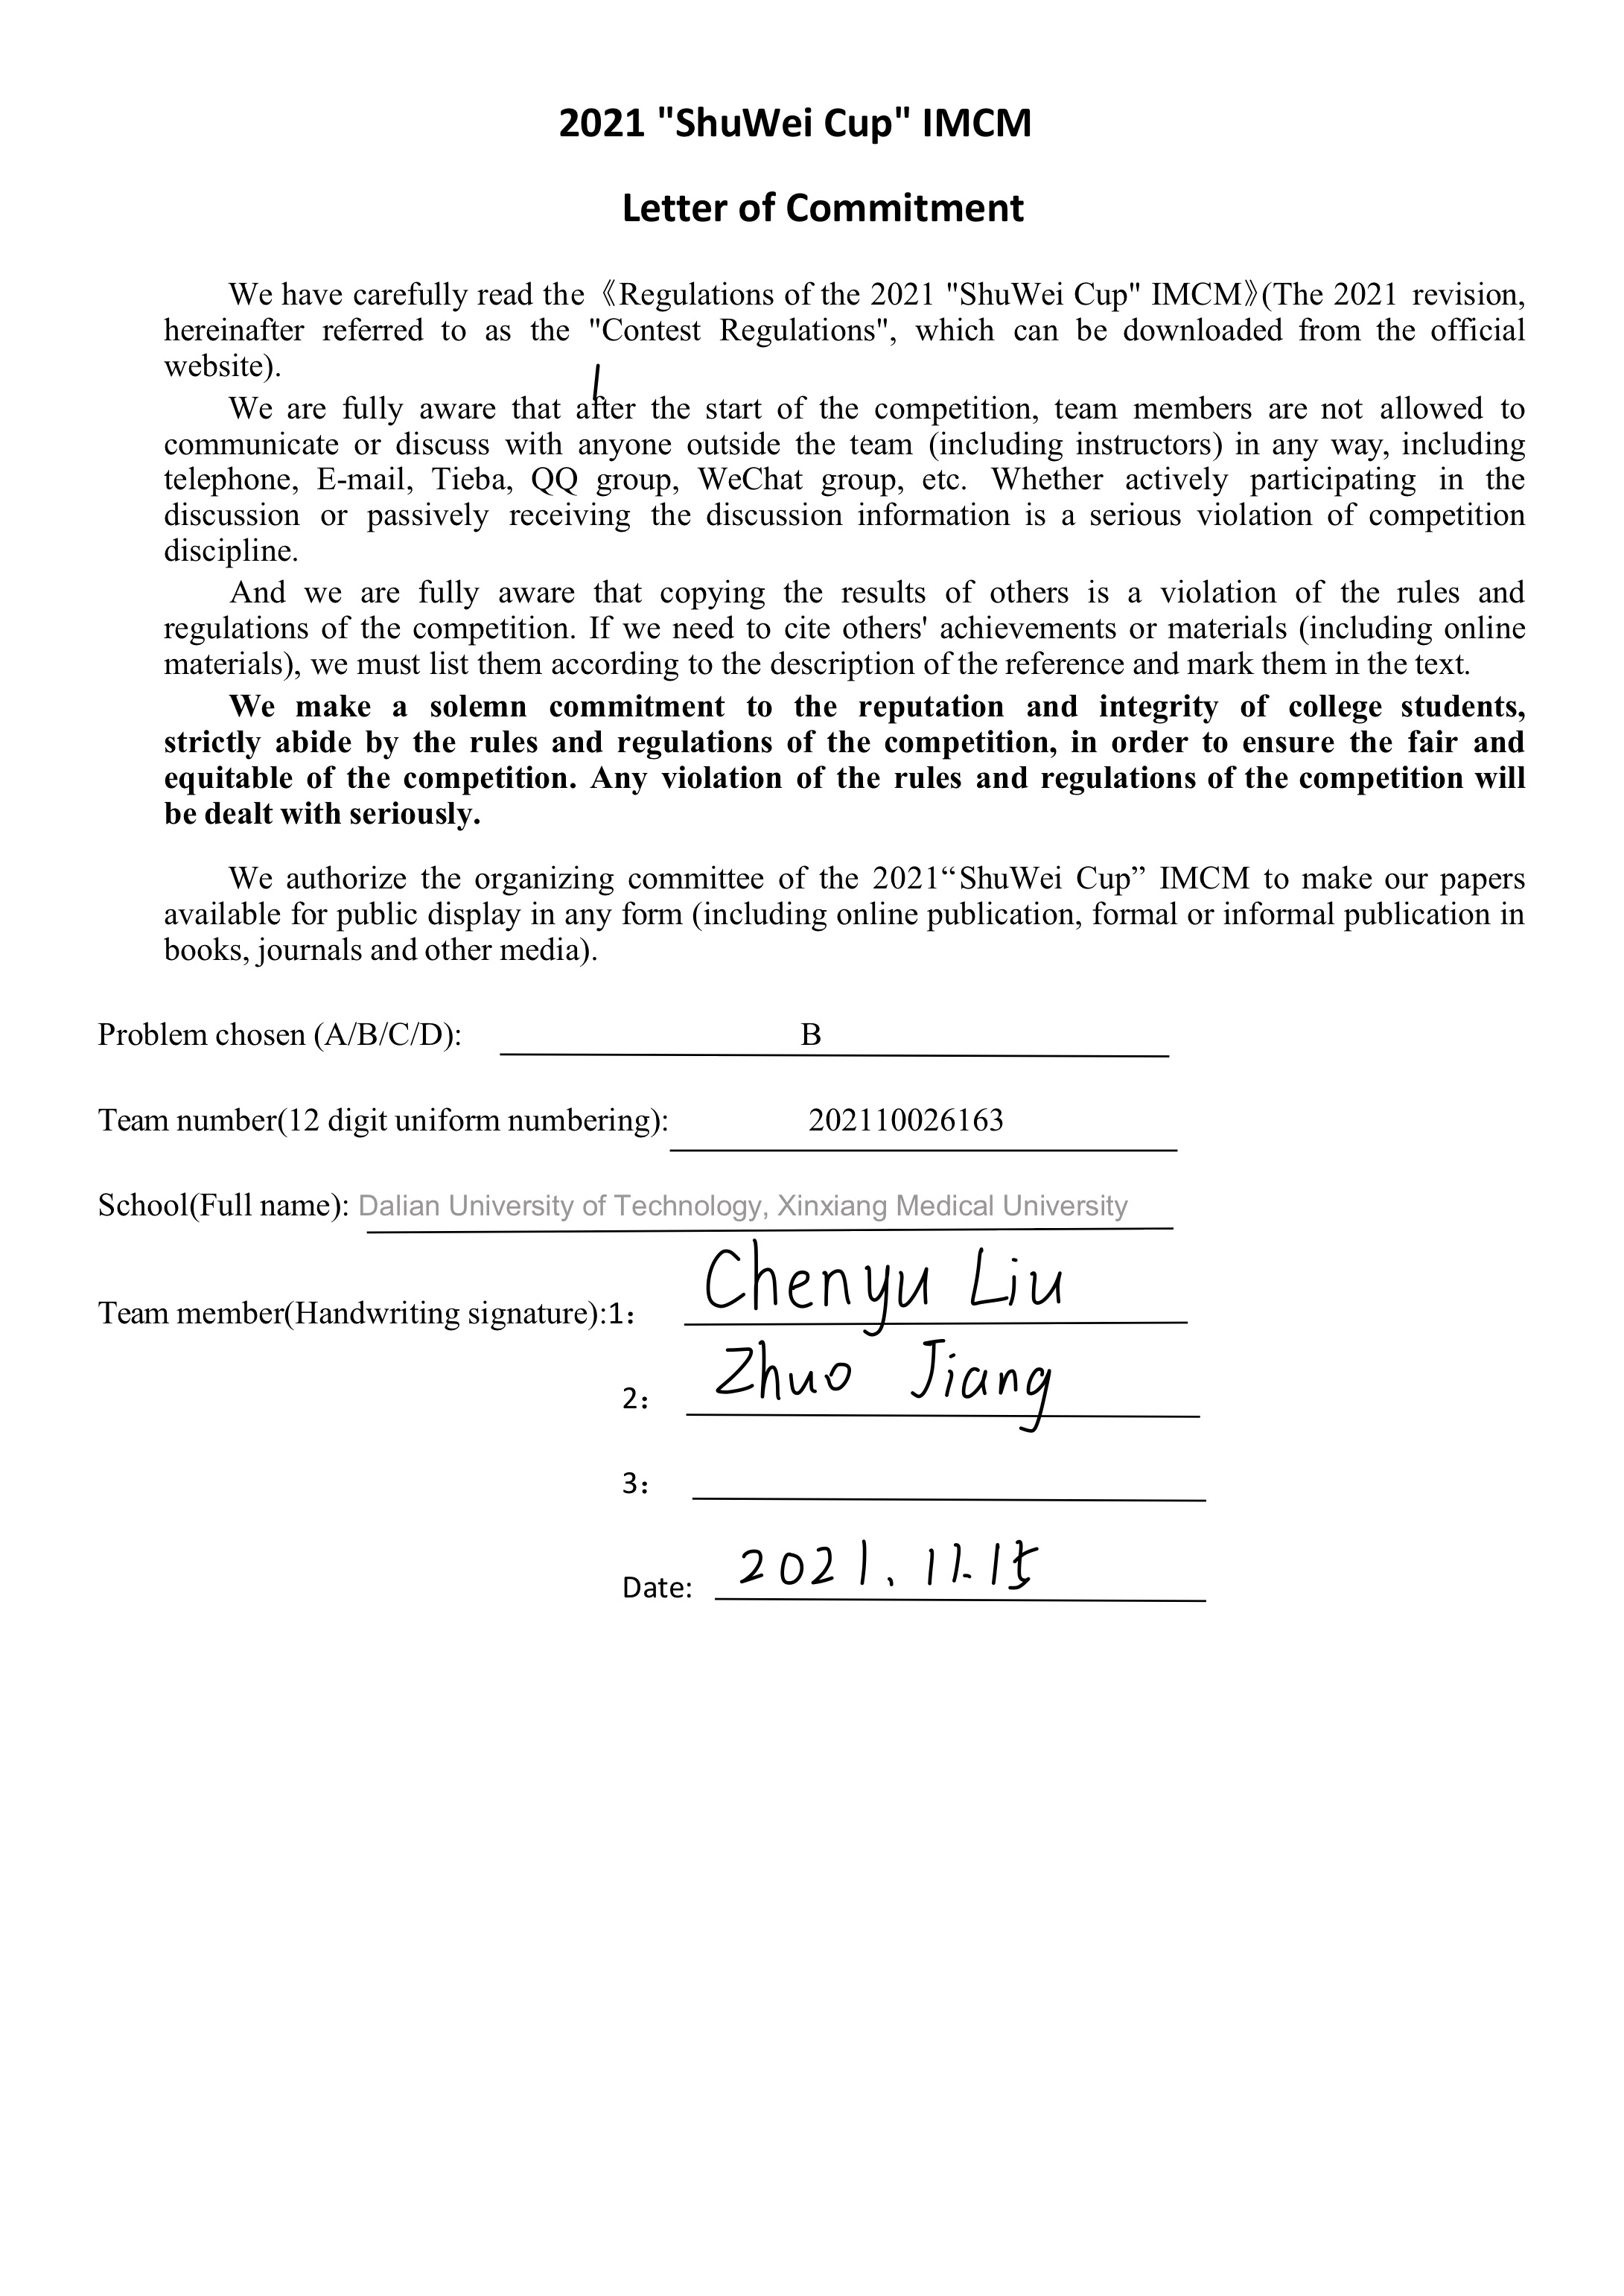 2021 "ShuWei Cup" IMCM
Letter of Commitment
We have carefully read the 《Regulations of the 2021 "ShuWei Cup" IMCM》(The 2021 revision,
hereinafter referred to as the "Contest Regulations", which can be downloaded from the official
website).
We are fully aware that after the start of the competition, team members are not allowed to
communicate or discuss with anyone outside the team (including instructors) in any way, including
telephone, E-mail, Tieba, QQ group, WeChat group, etc. Whether actively participating in the
discussion or passively receiving the discussion information is a serious violation of competition
discipline.
And we are fully aware that copying the results of others is a violation of the rules and
regulations of the competition. If we need to cite others' achievements or materials (including online
materials), we must list them according to the description of the reference and mark them in the text.
We make a solemn commitment to the reputation and integrity of college students,
strictly abide by the rules and regulations of the competition, in order to ensure the fair and
equitable of the competition. Any violation of the rules and regulations of the competition will
be dealt with seriously.
We authorize the organizing committee of the 2021“ShuWei Cup” IMCM to make our papers
available for public display in any form (including online publication, formal or informal publication in
books, journals and other media).
Problem chosen (A/B/C/D): B
Team number(12 digit uniform numbering): 202110026163
School(Full name): Dalian University of Technology, Xinxiang Medical University
Team member(Handwriting signature):1: Chenyu Liu
2: Zhuo Jiang
3:
Date: 2021.11.15